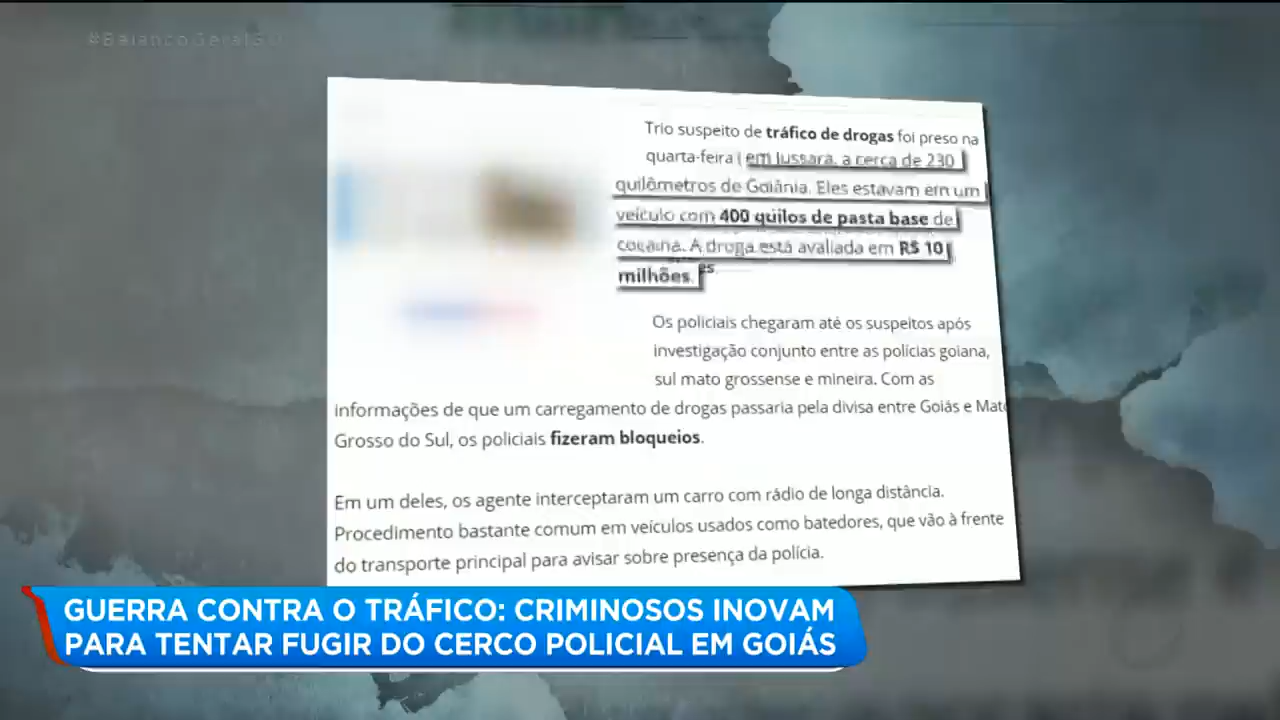 #BalançoGeralGO
Trio suspeito de tráfico de drogas foi preso na
quarta-feira ( em Jussara, a cerca de 230
quilômetros de Goiânia. Eles estavam em um
veículo com 400 quilos de pasta base de
cocaína. A droga está avaliada em R$ 10
milhões.
Os policiais chegaram até os suspeitos após
investigação conjunto entre as polícias goiana,
sul mato grossense e mineira. Com as
informações de que um carregamento de drogas passaria pela divisa entre Goiás e Mato
Grosso do Sul, os policiais fizeram bloqueios.
Em um deles, os agente interceptaram um carro com rádio de longa distância.
Procedimento bastante comum em veículos usados como batedores, que vão à frente
do transporte principal para avisar sobre presença da polícia.
GUERRA CONTRA O TRÁFICO: CRIMINOSOS INOVAM
PARA TENTAR FUGIR DO CERCO POLICIAL EM GOIÁS